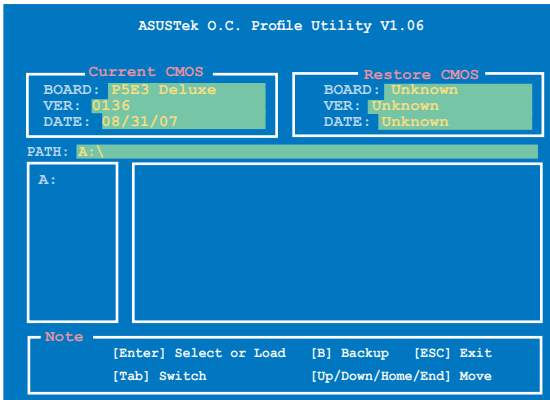 ASUSTek O.C. Profile Utility V1.06
Current CMOS
BOARD: P5E3 Deluxe
VER: 0136
DATE: 08/31/07
Restore CMOS
BOARD: Unknown
VER: Unknown
DATE: Unknown
PATH: A:\
A:
Note
[Enter] Select or Load [B] Backup [ESC] Exit
[Tab] Switch [Up/Down/Home/End] Move